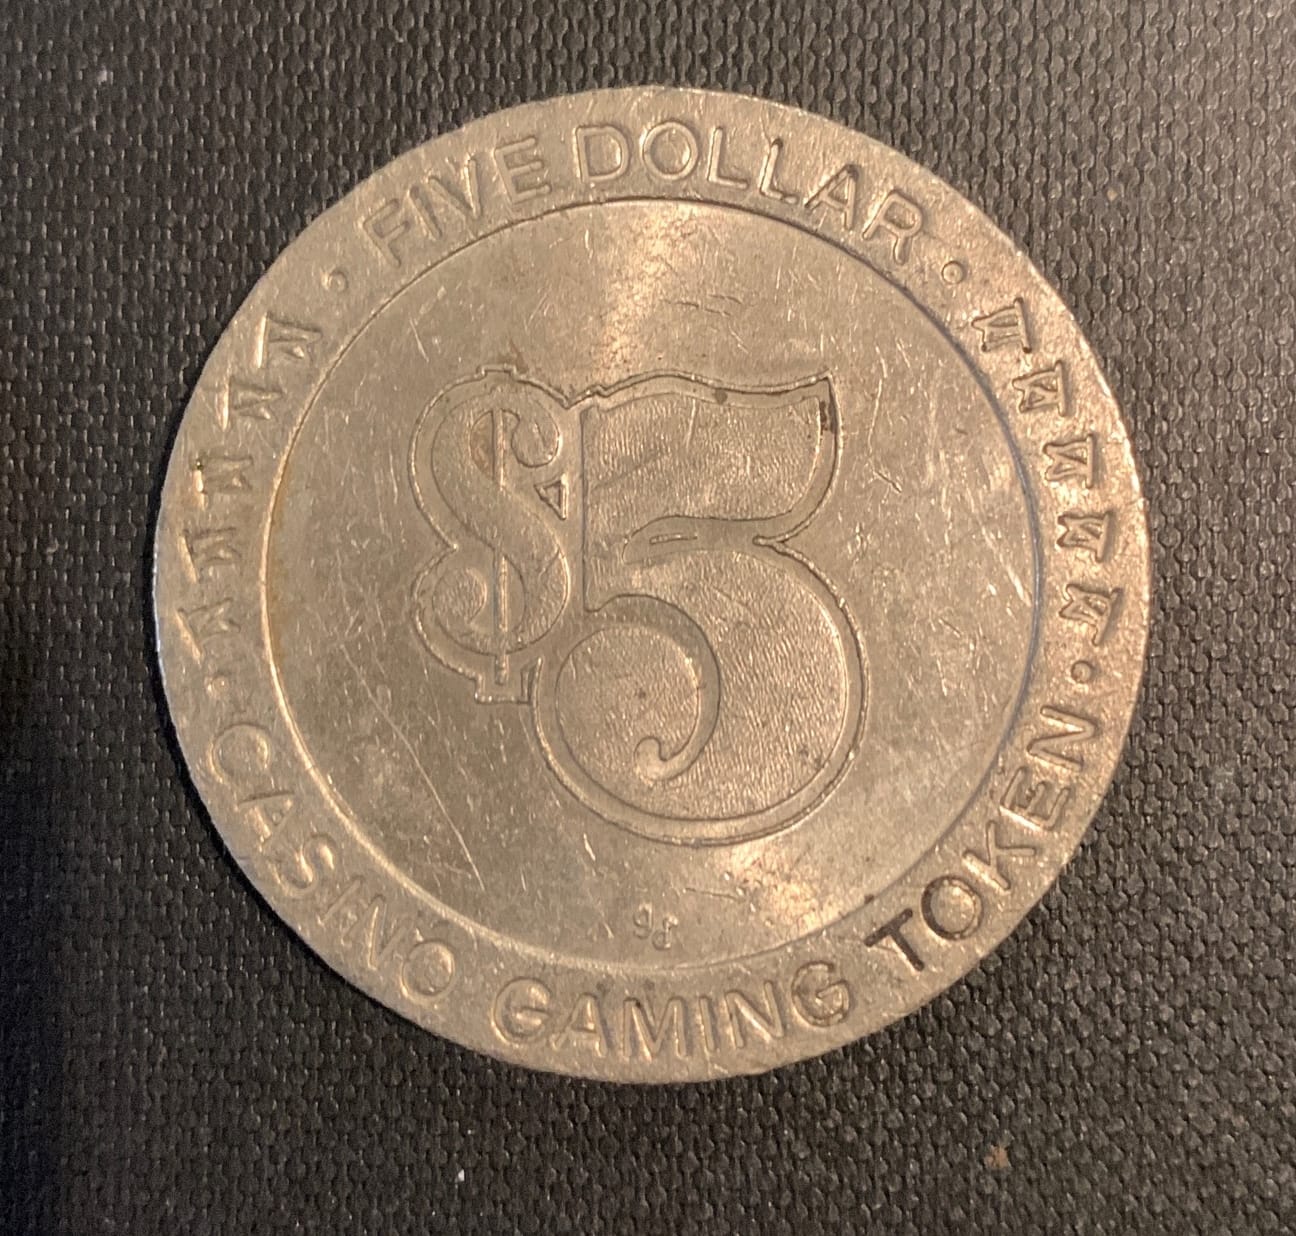 · FIVE DOLLAR ·
$5
CASINO GAMING TOKEN